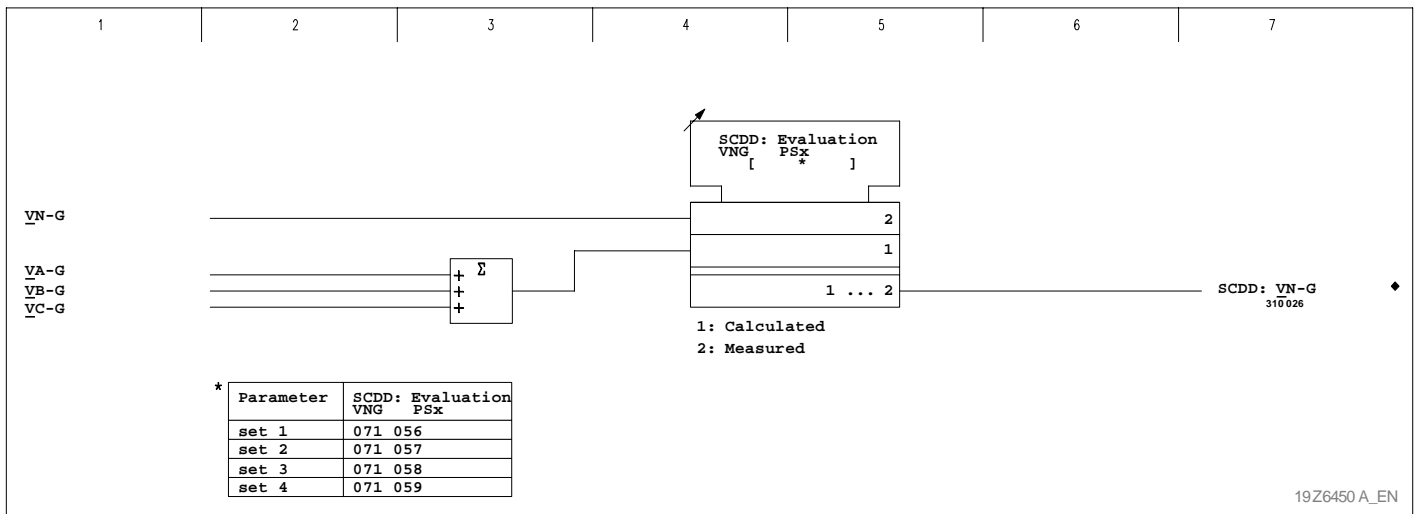 1 2 3 4 5 6 7
SCDD: Evaluation
VNG PSx
[ * ]
VN-G
2
1
VA-G
VB-G
VC-G
+ Σ
+
+
1 ... 2
SCDD: VN-G
310 026
1: Calculated
2: Measured
*
Parameter SCDD: Evaluation
VNG PSx
set 1 071 056
set 2 071 057
set 3 071 058
set 4 071 059
19Z6450 A_EN